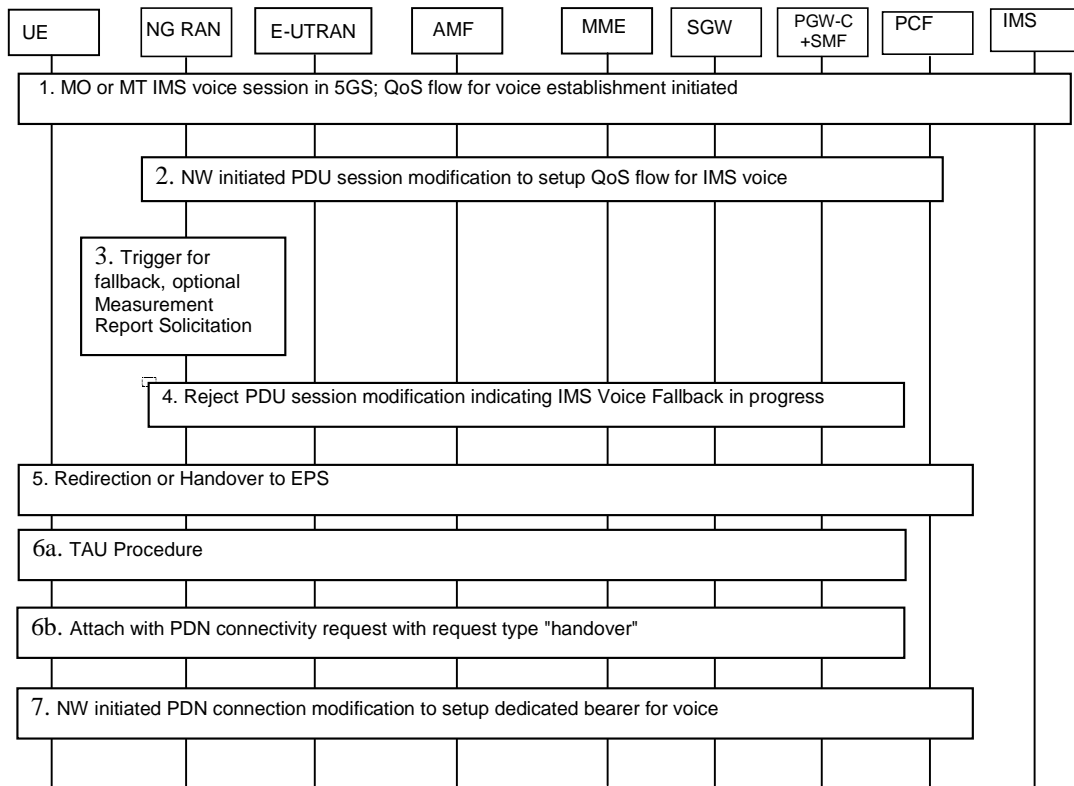 UE
NG RAN
E-UTRAN
AMF
MME
SGW
PGW-C
+SMF
PCF
IMS
1. MO or MT IMS voice session in 5GS; QoS flow for voice establishment initiated
2. NW initiated PDU session modification to setup QoS flow for IMS voice
3. Trigger for
fallback, optional
Measurement
Report Solicitation
4. Reject PDU session modification indicating IMS Voice Fallback in progress
5. Redirection or Handover to EPS
6a. TAU Procedure
6b. Attach with PDN connectivity request with request type "handover"
7. NW initiated PDN connection modification to setup dedicated bearer for voice